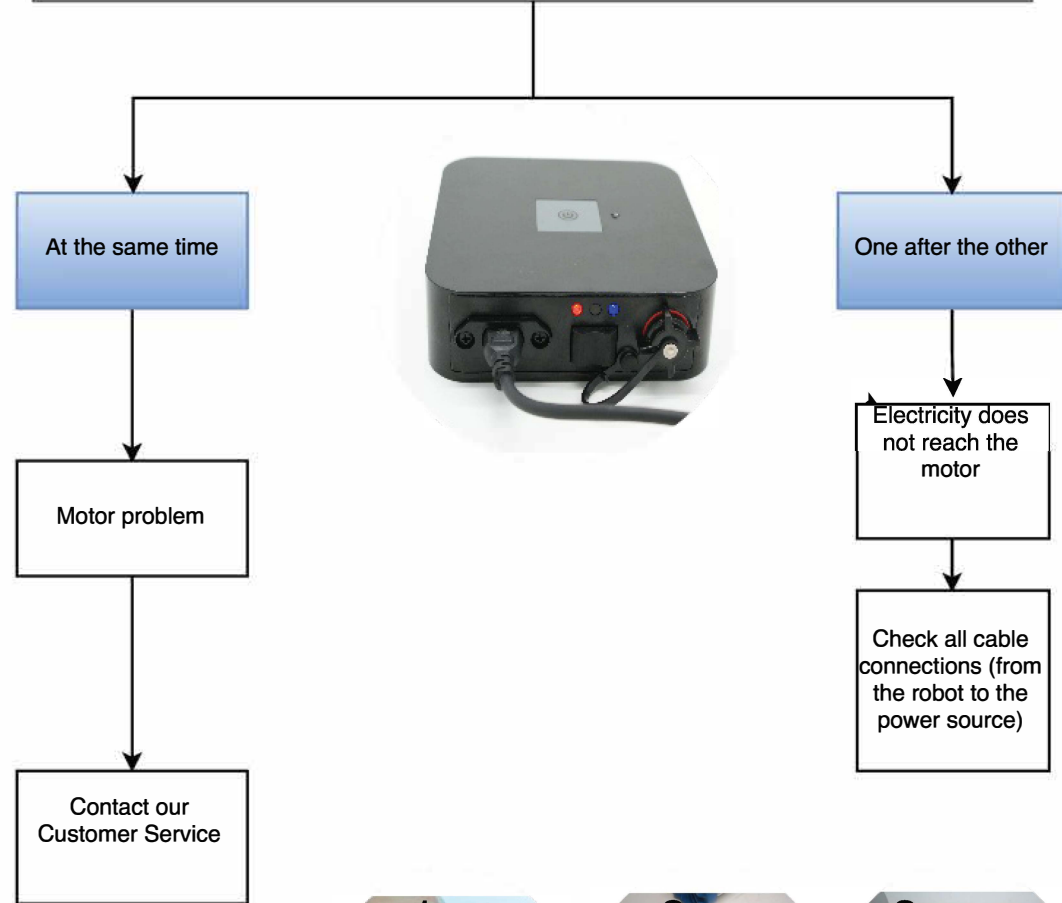 At the same time
One after the other
Electricity does
not reach the
motor
Motor problem
Check all cable
connections (from
the robot to the
power source)
Contact our
Customer Service